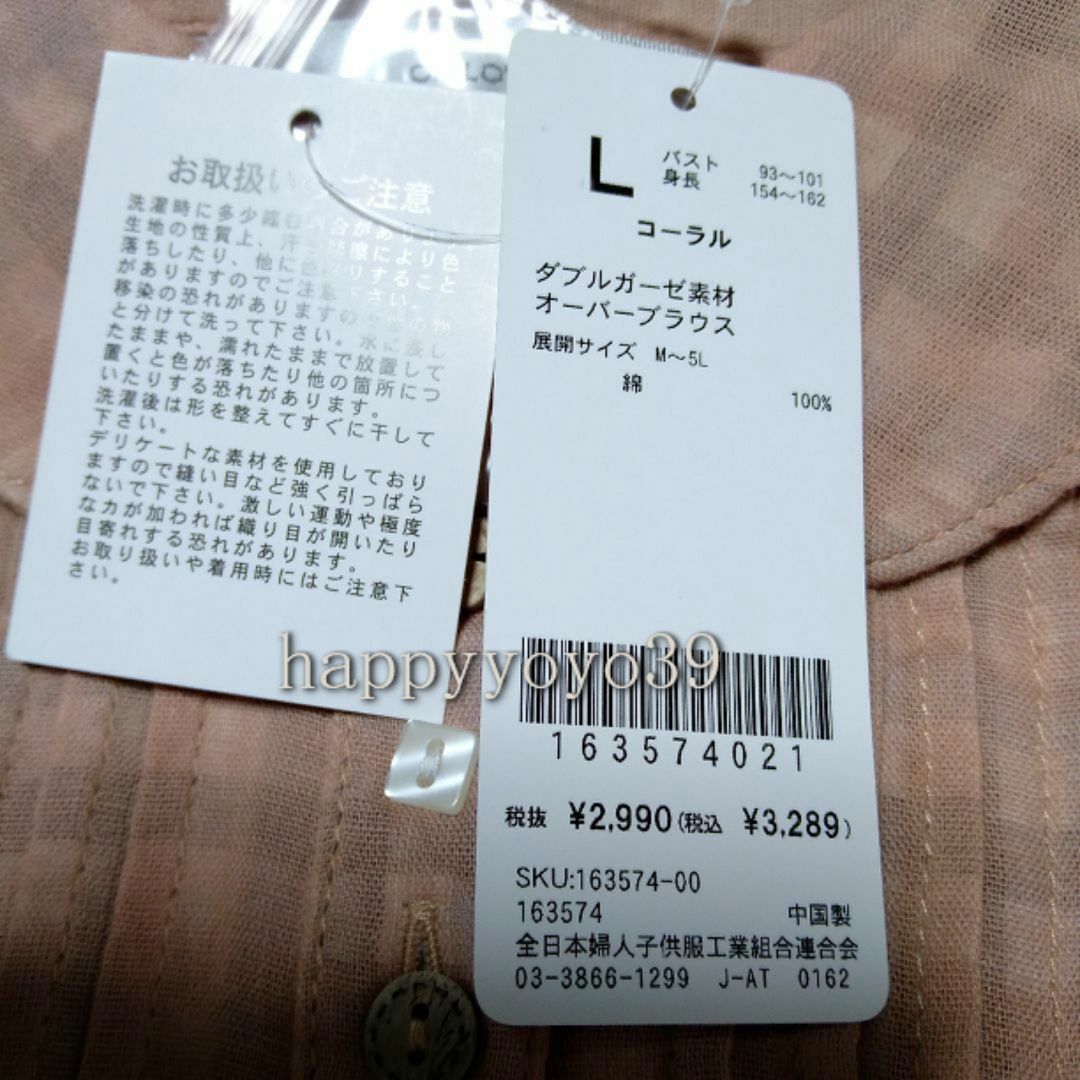 お取扱い ご注意
洗濯時に多少縮む 合があり 色
生地の性質上、汗 擦により
落ちしたり、他に色 りすること
がありますのでご注意 さい。
移染の恐れがありますの 物
と分けて洗って下さい。水に浸し
たままや、濡れたままで放置して
置くと色が落ちたり他の箇所につ
いたりする恐れがあります。
洗濯後は形を整えてすぐに干して
下さい。
デリケートな素材を使用しており
ますので縫い目など強く引っぱら
ないで下さい。激しい運動や極度
な力が加われば織り目が開いたり
目寄れする恐れがあります。
お取り扱いや着用時にはご注意下
さい。
L
バスト 93～101
身長 154～162
コーラル
ダブルガーゼ素材
オーバーブラウス
展開サイズ M～5L
綿 100%
163574021
税抜 ¥2,990(税込 ¥3,289)
SKU:163574-00
163574 中国製
全日本婦人子供服工業組合連合会
03-3866-1299 J-AT 0162
happyyoyo39